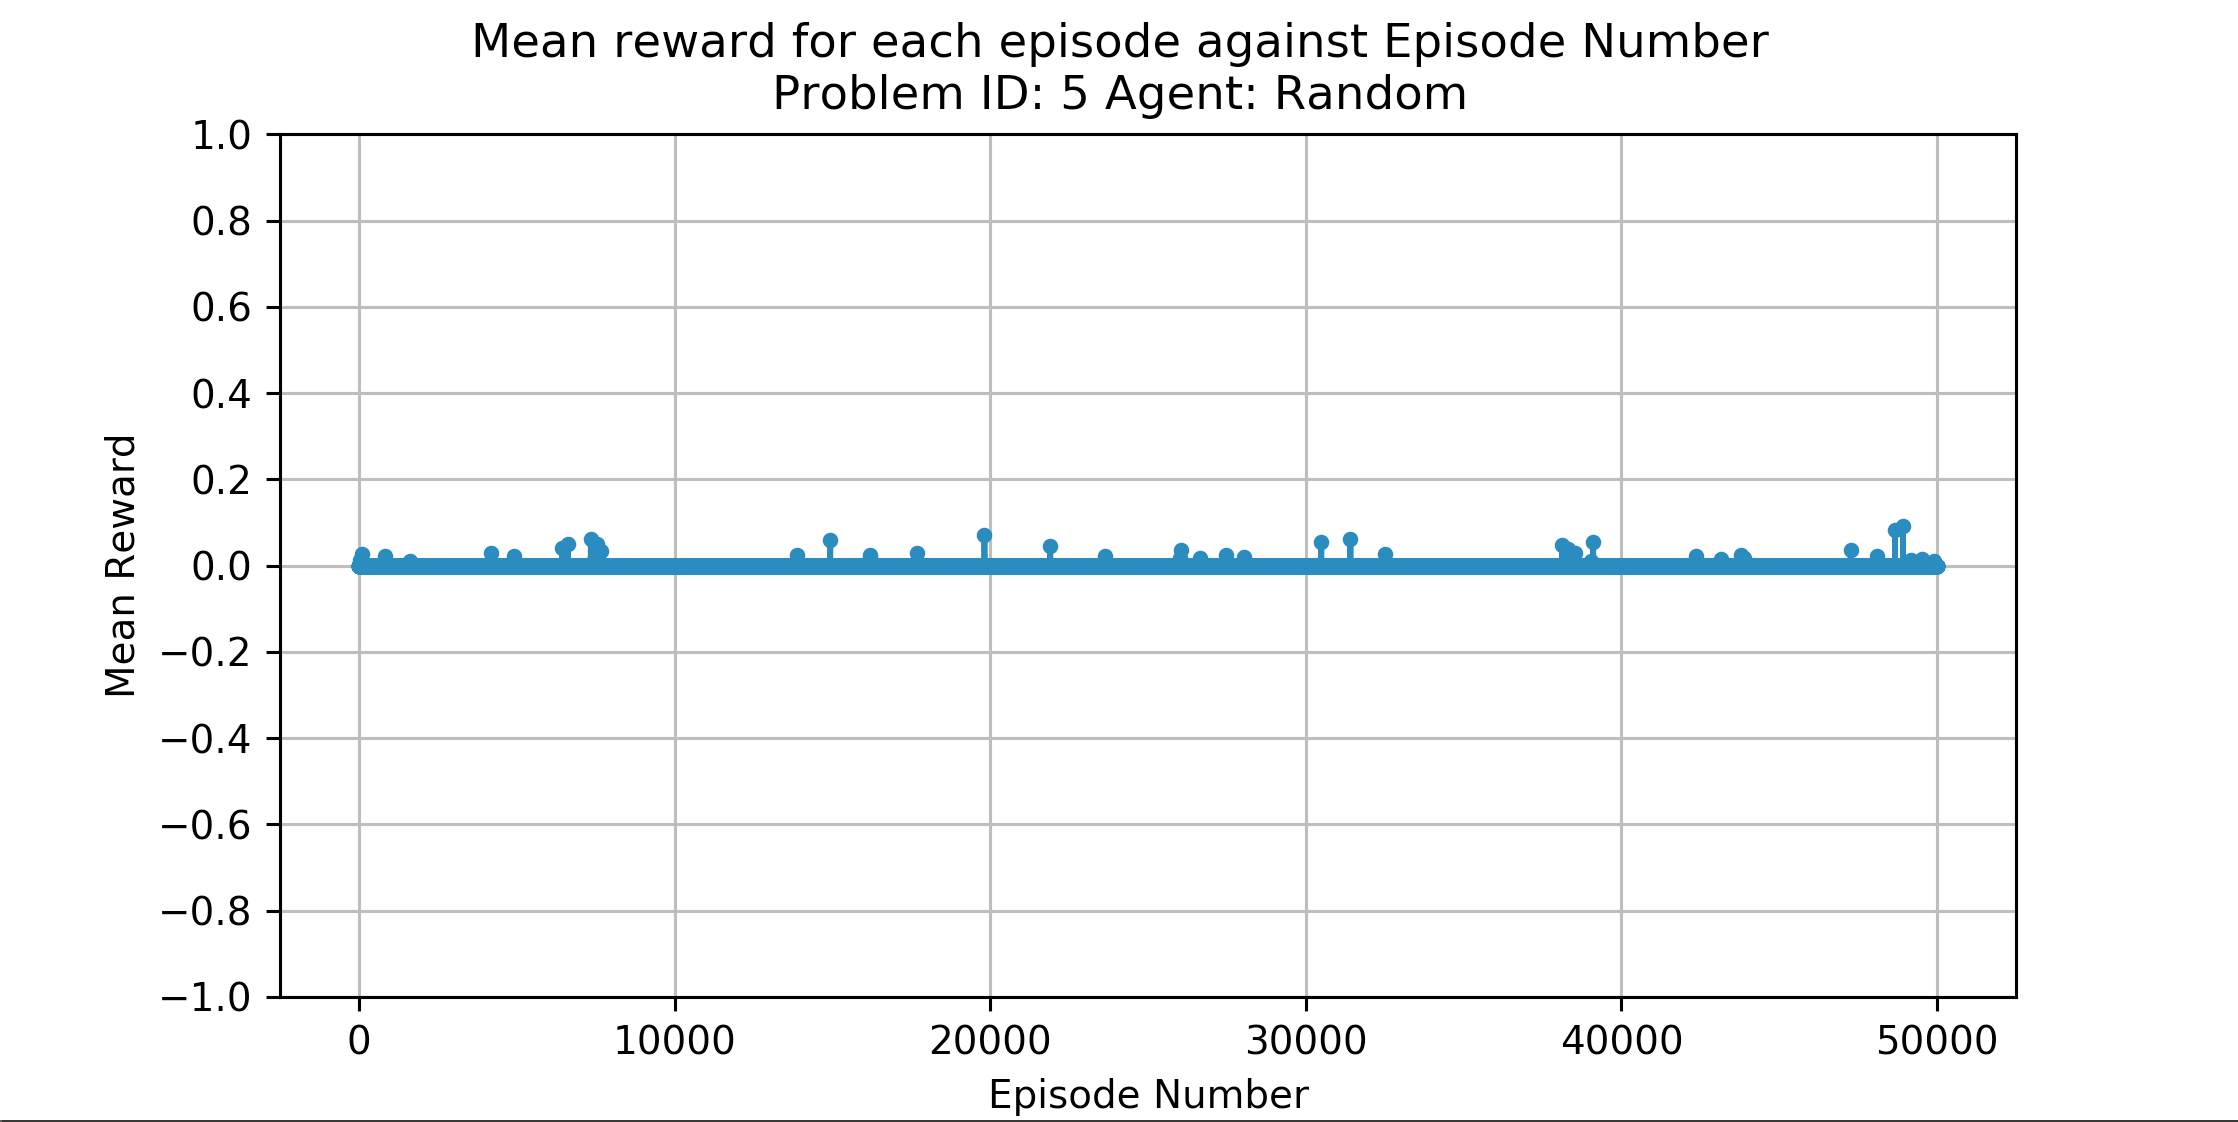 Mean reward for each episode against Episode Number
Problem ID: 5 Agent: Random
1.0
0.8
0.6
0.4
0.2
0.0
−0.2
−0.4
−0.6
−0.8
−1.0
Mean Reward
0 10000 20000 30000 40000 50000
Episode Number